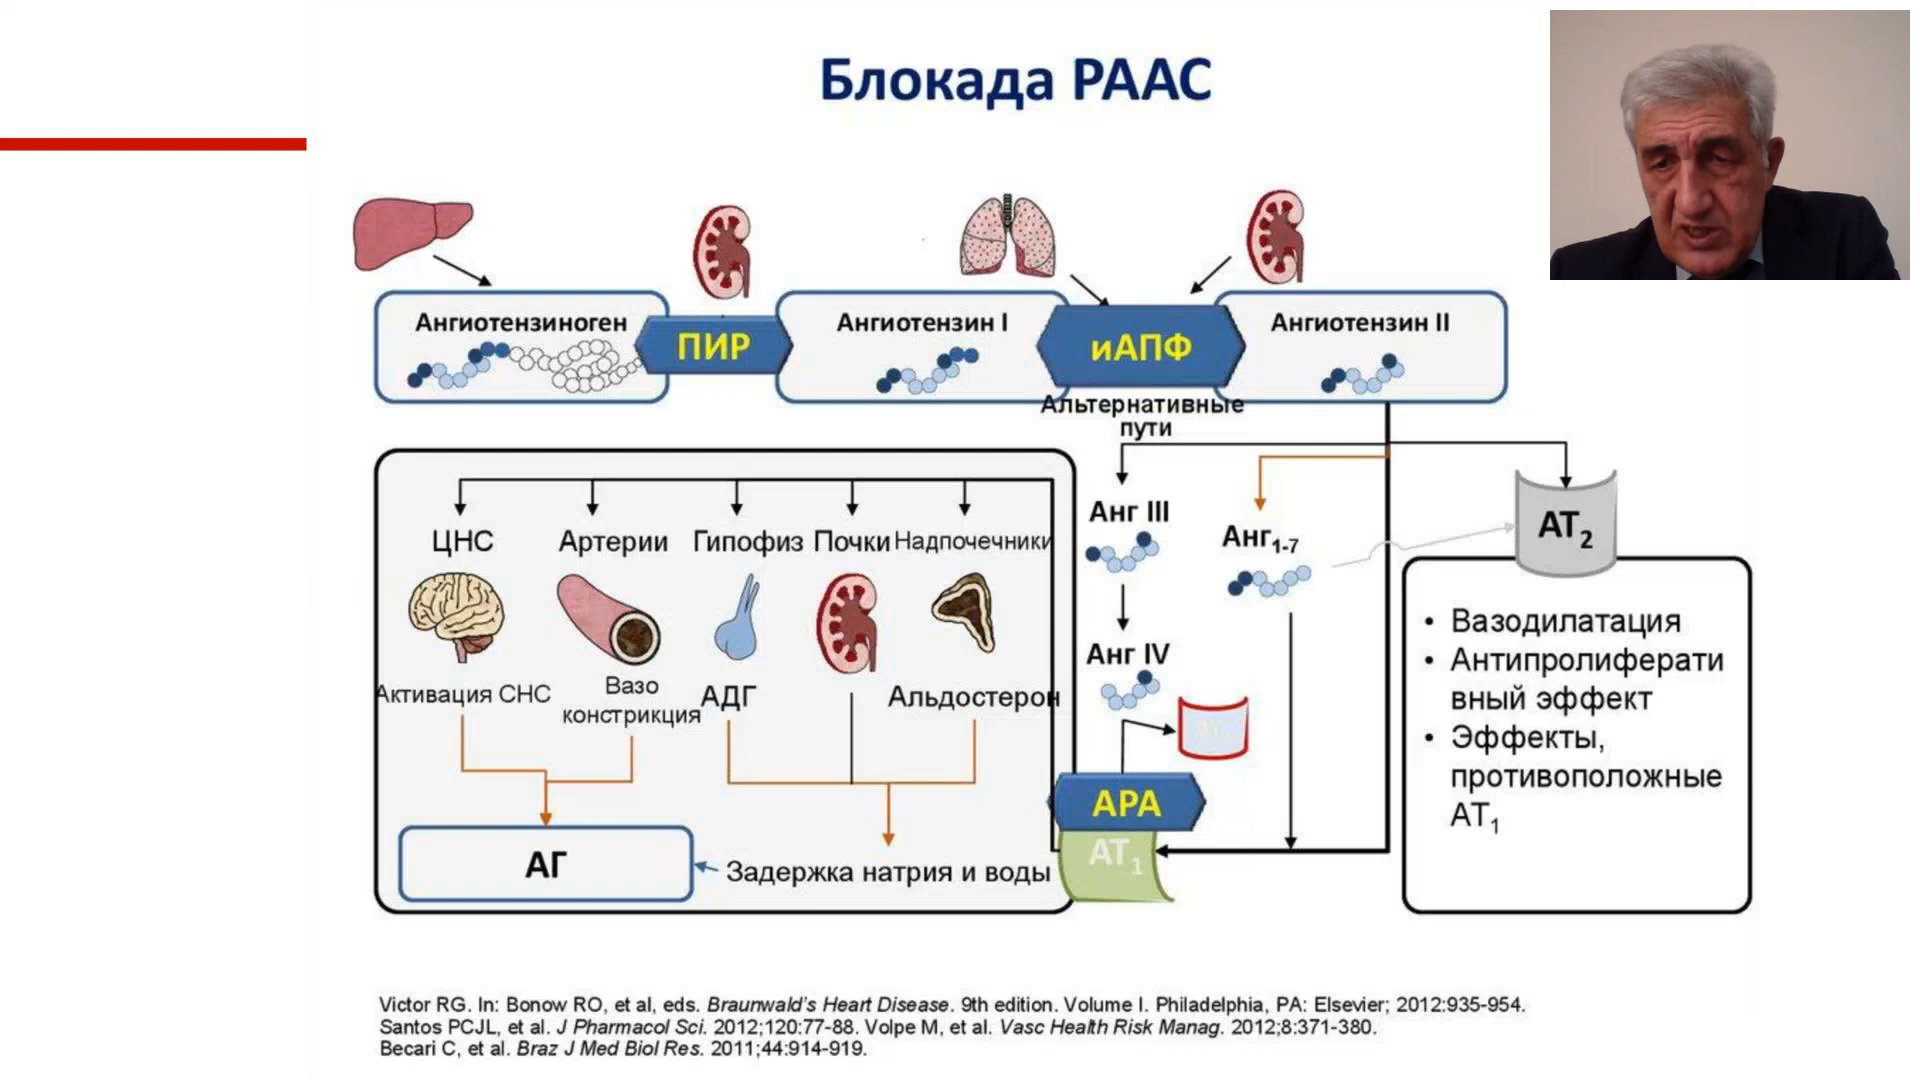 Блокада РААС
Ангиотензиноген
ПИР
Ангиотензин I
иАПФ
Ангиотензин II
Альтернативные
пути
ЦНС
Артерии
Гипофиз
Почки
Надпочечники
Анг III
Анг1-7
АТ2
Активация СНС
Вазо
констрикция
АДГ
Альдостерон
Анг IV
• Вазодилатация
• Антипролиферати
вный эффект
• Эффекты,
противоположные
АТ1
АРА
АТ1
АГ
Задержка натрия и воды
Victor RG. In: Bonow RO, et al, eds. Braunwald's Heart Disease. 9th edition. Volume I. Philadelphia, PA: Elsevier; 2012:935-954.
Santos PCJL, et al. J Pharmacol Sci. 2012;120:77-88. Volpe M, et al. Vasc Health Risk Manag. 2012;8:371-380.
Becari C, et al. Braz J Med Biol Res. 2011;44:914-919.